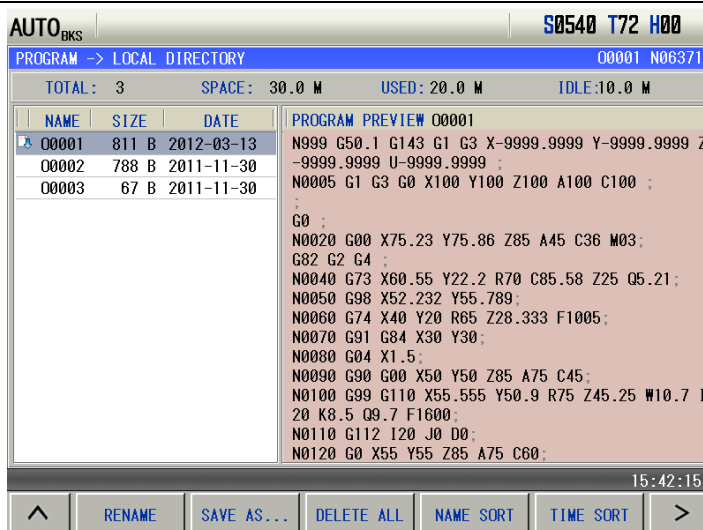 AUTO BKS S0540 T72 H00
PROGRAM -> LOCAL DIRECTORY O0001 N06371
TOTAL: 3 SPACE: 30.0 M USED: 20.0 M IDLE:10.0 M
NAME SIZE DATE
O0001 811 B 2012-03-13
O0002 788 B 2011-11-30
O0003 67 B 2011-11-30
PROGRAM PREVIEW O0001
N999 G50.1 G143 G1 G3 X-9999.9999 Y-9999.9999 Z
-9999.9999 U-9999.9999 ;
N0005 G1 G3 G0 X100 Y100 Z100 A100 C100 ;
;
G0 ;
N0020 G00 X75.23 Y75.86 Z85 A45 C36 M03;
G82 G2 G4 ;
N0040 G73 X60.55 Y22.2 R70 C85.58 Z25 Q5.21;
N0050 G98 X52.232 Y55.789;
N0060 G74 X40 Y20 R65 Z28.333 F1005;
N0070 G91 G84 X30 Y30;
N0080 G04 X1.5;
N0090 G90 G00 X50 Y50 Z85 A75 C45;
N0100 G99 G110 X55.555 Y50.9 R75 Z45.25 W10.7 I
20 K8.5 Q9.7 F1600;
N0110 G112 I20 J0 D0;
N0120 G0 X55 Y55 Z85 A75 C60;
15:42:15
RENAME SAVE AS... DELETE ALL NAME SORT TIME SORT >